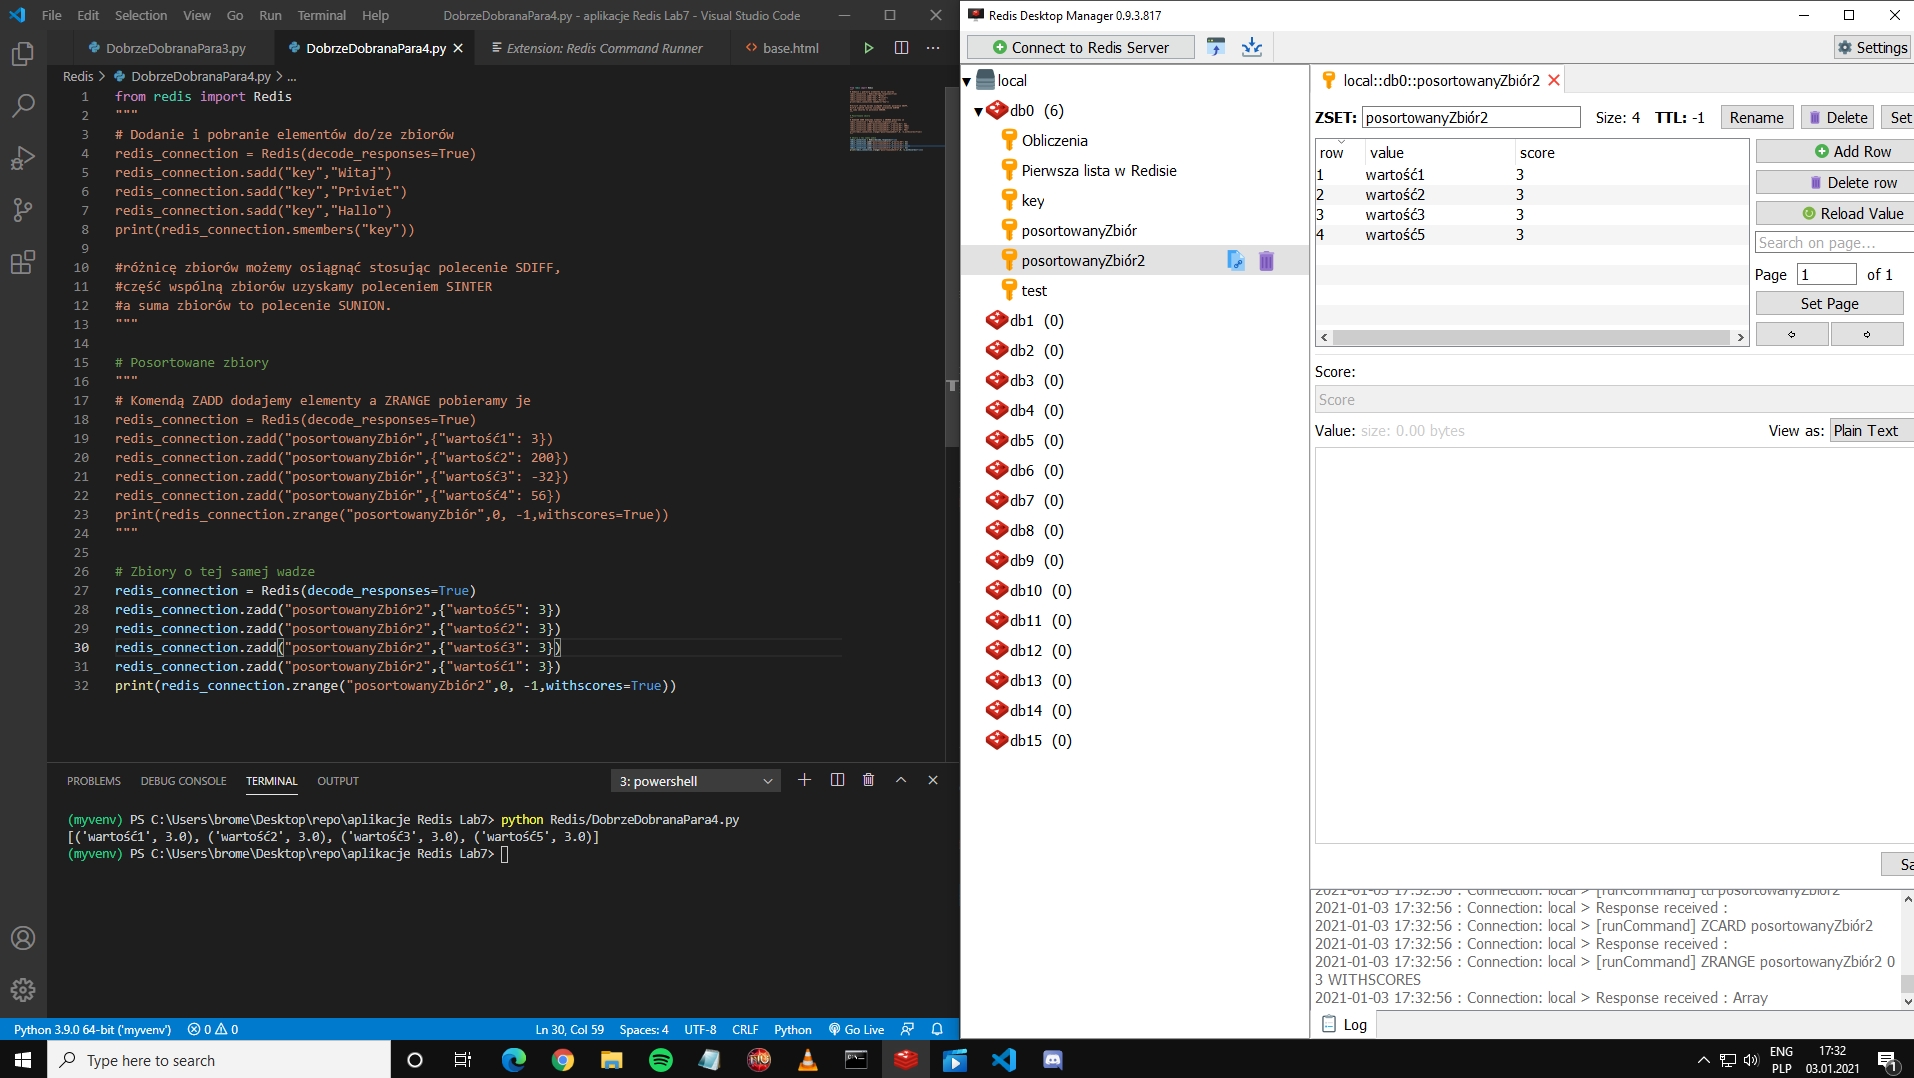 File Edit Selection View Go Run Terminal Help DobrzeDobranaPara4.py - aplikacje Redis Lab7 - Visual Studio Code
DobrzeDobranaPara3.py DobrzeDobranaPara4.py Extension: Redis Command Runner base.html
Redis > DobrzeDobranaPara4.py > ...
1 from redis import Redis
2 """
3 # Dodanie i pobranie elementów do/ze zbiorów
4 redis_connection = Redis(decode_responses=True)
5 redis_connection.sadd("key","Witaj")
6 redis_connection.sadd("key","Priviet")
7 redis_connection.sadd("key","Hallo")
8 print(redis_connection.smembers("key"))
9
10 #różnicę zbiorów możemy osiągnąć stosując polecenie SDIFF,
11 #część wspólną zbiorów uzyskamy poleceniem SINTER
12 #a suma zbiorów to polecenie SUNION.
13 """
14
15 # Posortowane zbiory
16 """
17 # Komendą ZADD dodajemy elementy a ZRANGE pobieramy je
18 redis_connection = Redis(decode_responses=True)
19 redis_connection.zadd("posortowanyZbiór",{"wartość1": 3})
20 redis_connection.zadd("posortowanyZbiór",{"wartość2": 200})
21 redis_connection.zadd("posortowanyZbiór",{"wartość3": -32})
22 redis_connection.zadd("posortowanyZbiór",{"wartość4": 56})
23 print(redis_connection.zrange("posortowanyZbiór",0, -1,withscores=True))
24 """
25
26 # Zbiory o tej samej wadze
27 redis_connection = Redis(decode_responses=True)
28 redis_connection.zadd("posortowanyZbiór2",{"wartość5": 3})
29 redis_connection.zadd("posortowanyZbiór2",{"wartość2": 3})
30 redis_connection.zadd("posortowanyZbiór2",{"wartość3": 3})
31 redis_connection.zadd("posortowanyZbiór2",{"wartość1": 3})
32 print(redis_connection.zrange("posortowanyZbiór2",0, -1,withscores=True))
PROBLEMS DEBUG CONSOLE TERMINAL OUTPUT 3: powershell
(myvenv) PS C:\Users\brome\Desktop\repo\aplikacje Redis Lab7> python Redis/DobrzeDobranaPara4.py
[('wartość1', 3.0), ('wartość2', 3.0), ('wartość3', 3.0), ('wartość5', 3.0)]
(myvenv) PS C:\Users\brome\Desktop\repo\aplikacje Redis Lab7>
Python 3.9.0 64-bit ('myvenv') 0 0 Ln 30, Col 59 Spaces: 4 UTF-8 CRLF Python Go Live
Redis Desktop Manager 0.9.3.817
Connect to Redis Server Settings
local
db0 (6)
Obliczenia
Pierwsza lista w Redisie
key
posortowanyZbiór
posortowanyZbiór2
test
db1 (0)
db2 (0)
db3 (0)
db4 (0)
db5 (0)
db6 (0)
db7 (0)
db8 (0)
db9 (0)
db10 (0)
db11 (0)
db12 (0)
db13 (0)
db14 (0)
db15 (0)
local::db0::posortowanyZbiór2
ZSET: posortowanyZbiór2 Size: 4 TTL: -1 Rename Delete Set
row value score
1 wartość1 3
2 wartość2 3
3 wartość3 3
4 wartość5 3
Add Row
Delete row
Reload Value
Search on page...
Page 1 of 1
Set Page
Score:
Score
Value: size: 0.00 bytes View as: Plain Text
Sa
2021-01-03 17:32:56 : Connection: local > [runCommand] ttl posortowanyZbiór2
2021-01-03 17:32:56 : Connection: local > Response received :
2021-01-03 17:32:56 : Connection: local > [runCommand] ZCARD posortowanyZbiór2
2021-01-03 17:32:56 : Connection: local > Response received :
2021-01-03 17:32:56 : Connection: local > [runCommand] ZRANGE posortowanyZbiór2 0
3 WITHSCORES
2021-01-03 17:32:56 : Connection: local > Response received : Array
Log
Type here to search
ENG
PLP
17:32
03.01.2021
1